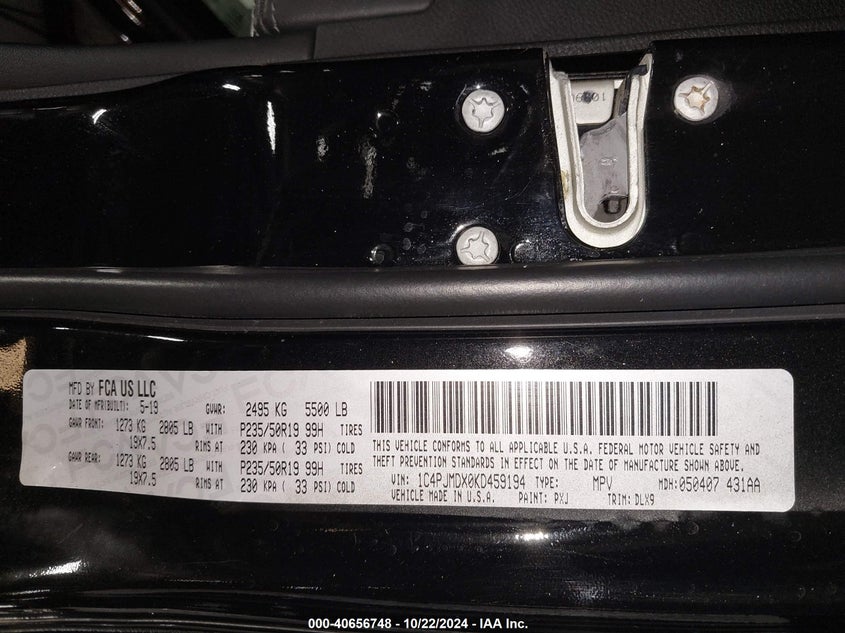 MFD BY FCA US LLC
DATE OF MFR(BUILT): 5-19 GVWR: 2495 KG 5500 LB
GAWR FRONT: 1273 KG 2805 LB WITH P235/50R19 99H TIRES
19X7.5 RIMS AT 230 KPA ( 33 PSI) COLD
GAWR REAR: 1273 KG 2805 LB WITH P235/50R19 99H TIRES
19X7.5 RIMS AT 230 KPA ( 33 PSI) COLD
THIS VEHICLE CONFORMS TO ALL APPLICABLE U.S.A. FEDERAL MOTOR VEHICLE SAFETY AND
THEFT PREVENTION STANDARDS IN EFFECT ON THE DATE OF MANUFACTURE SHOWN ABOVE.
VIN: 1C4PJMDX0KD459194 TYPE: MPV MDH: 050407 431AA
VEHICLE MADE IN U.S.A. PAINT: PXJ TRIM: DLX9
000-40656748 - 10/22/2024 - IAA Inc.